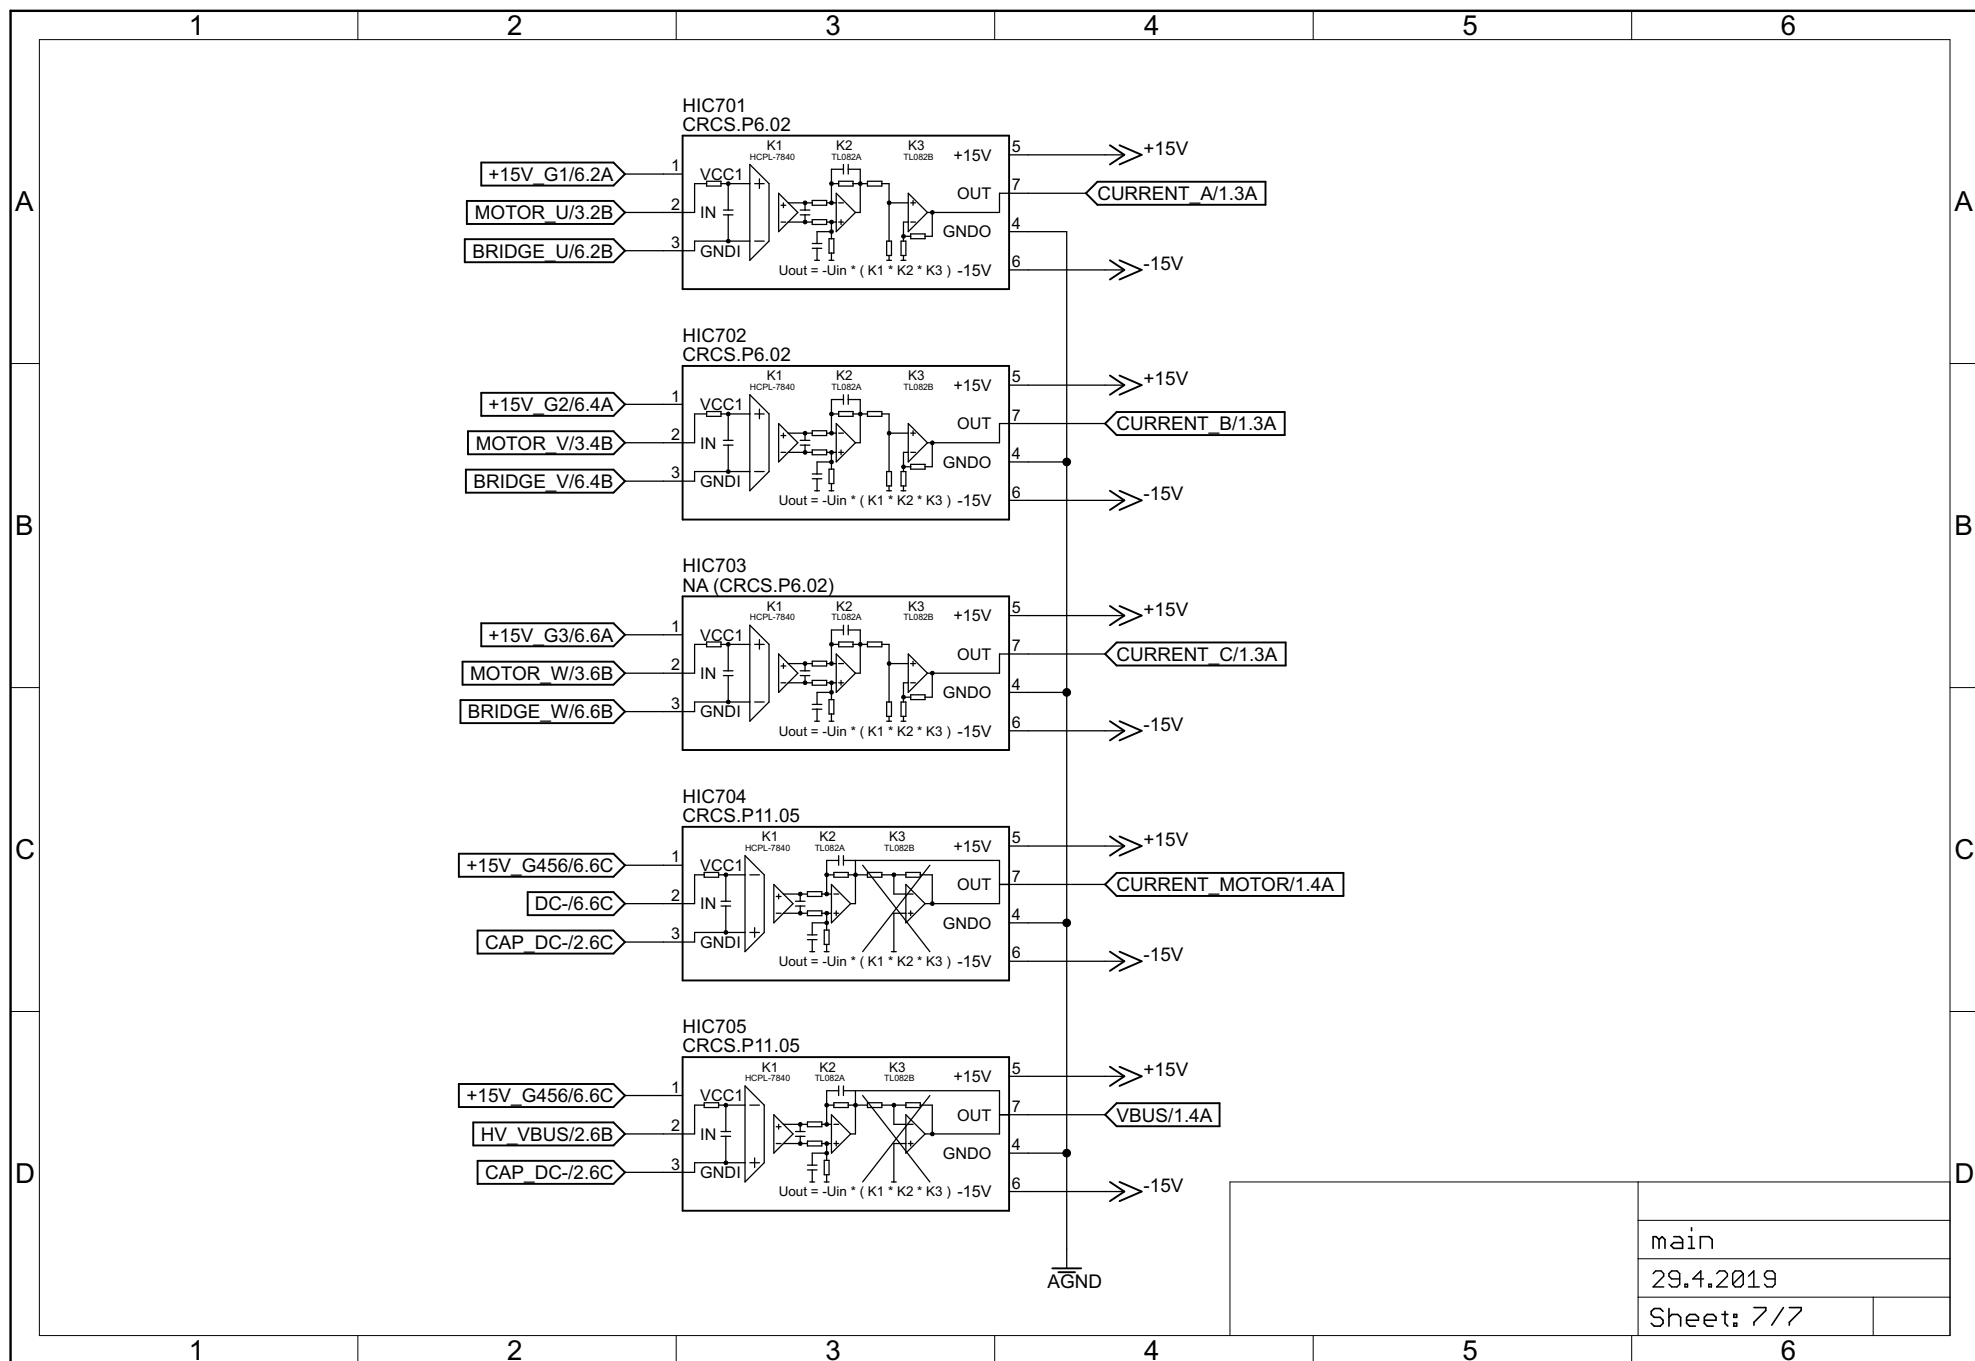 1 2 3 4 5 6
A A
HIC701
CRCS.P6.02
K1 K2 K3
HCPL-7840 TL082A TL082B
+15V 5 +15V
+15V_G1/6.2A 1 VCC1
OUT 7 CURRENT_A/1.3A
MOTOR_U/3.2B 2 IN
GNDO 4
BRIDGE_U/6.2B 3 GNDI
Uout = -Uin * ( K1 * K2 * K3 ) -15V 6 -15V
HIC702
CRCS.P6.02
K1 K2 K3
HCPL-7840 TL082A TL082B
+15V 5 +15V
+15V_G2/6.4A 1 VCC1
OUT 7 CURRENT_B/1.3A
MOTOR_V/3.4B 2 IN
GNDO 4
BRIDGE_V/6.4B 3 GNDI
Uout = -Uin * ( K1 * K2 * K3 ) -15V 6 -15V
B B
HIC703
NA (CRCS.P6.02)
K1 K2 K3
HCPL-7840 TL082A TL082B
+15V 5 +15V
+15V_G3/6.6A 1 VCC1
OUT 7 CURRENT_C/1.3A
MOTOR_W/3.6B 2 IN
GNDO 4
BRIDGE_W/6.6B 3 GNDI
Uout = -Uin * ( K1 * K2 * K3 ) -15V 6 -15V
HIC704
CRCS.P11.05
K1 K2 K3
HCPL-7840 TL082A TL082B
+15V 5 +15V
C C
+15V_G456/6.6C 1 VCC1
OUT 7 CURRENT_MOTOR/1.4A
DC-/6.6C 2 IN
GNDO 4
CAP_DC-/2.6C 3 GNDI
Uout = -Uin * ( K1 * K2 * K3 ) -15V 6 -15V
HIC705
CRCS.P11.05
K1 K2 K3
HCPL-7840 TL082A TL082B
+15V 5 +15V
+15V_G456/6.6C 1 VCC1
OUT 7 VBUS/1.4A
HV_VBUS/2.6B 2 IN
GNDO 4
CAP_DC-/2.6C 3 GNDI
D D
Uout = -Uin * ( K1 * K2 * K3 ) -15V 6 -15V
AGND
main
29.4.2019
Sheet: 7/7
1 2 3 4 5 6